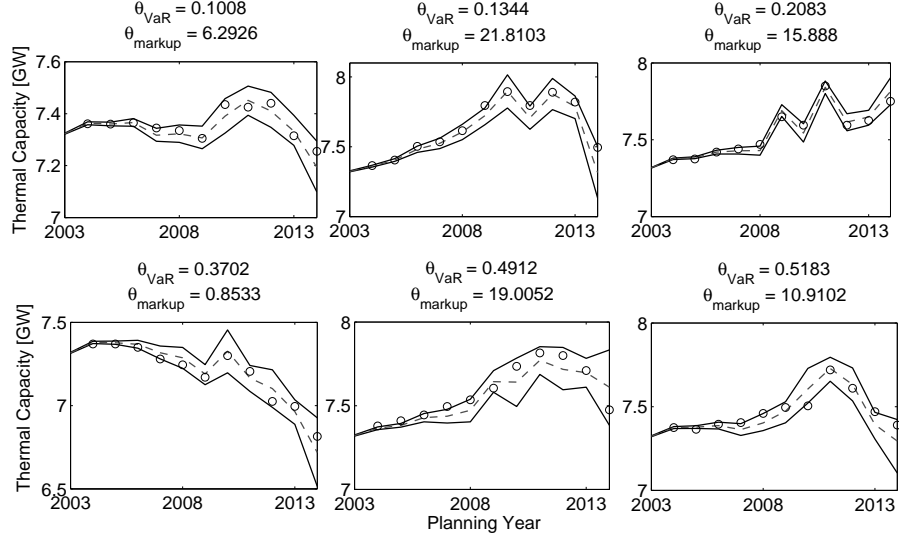 θVaR = 0.1008
θmarkup = 6.2926
θVaR = 0.1344
θmarkup = 21.8103
θVaR = 0.2083
θmarkup = 15.888
Thermal Capacity [GW]
7.6
7.4
7.2
7
2003
2008
2013
8
7.5
7
2003
2008
2013
8
7.5
7
2003
2008
2013
θVaR = 0.3702
θmarkup = 0.8533
θVaR = 0.4912
θmarkup = 19.0052
θVaR = 0.5183
θmarkup = 10.9102
Thermal Capacity [GW]
7.5
7
6.5
2003
2008
2013
8
7.5
7
2003
2008
2013
8
7.5
7
2003
2008
2013
Planning Year